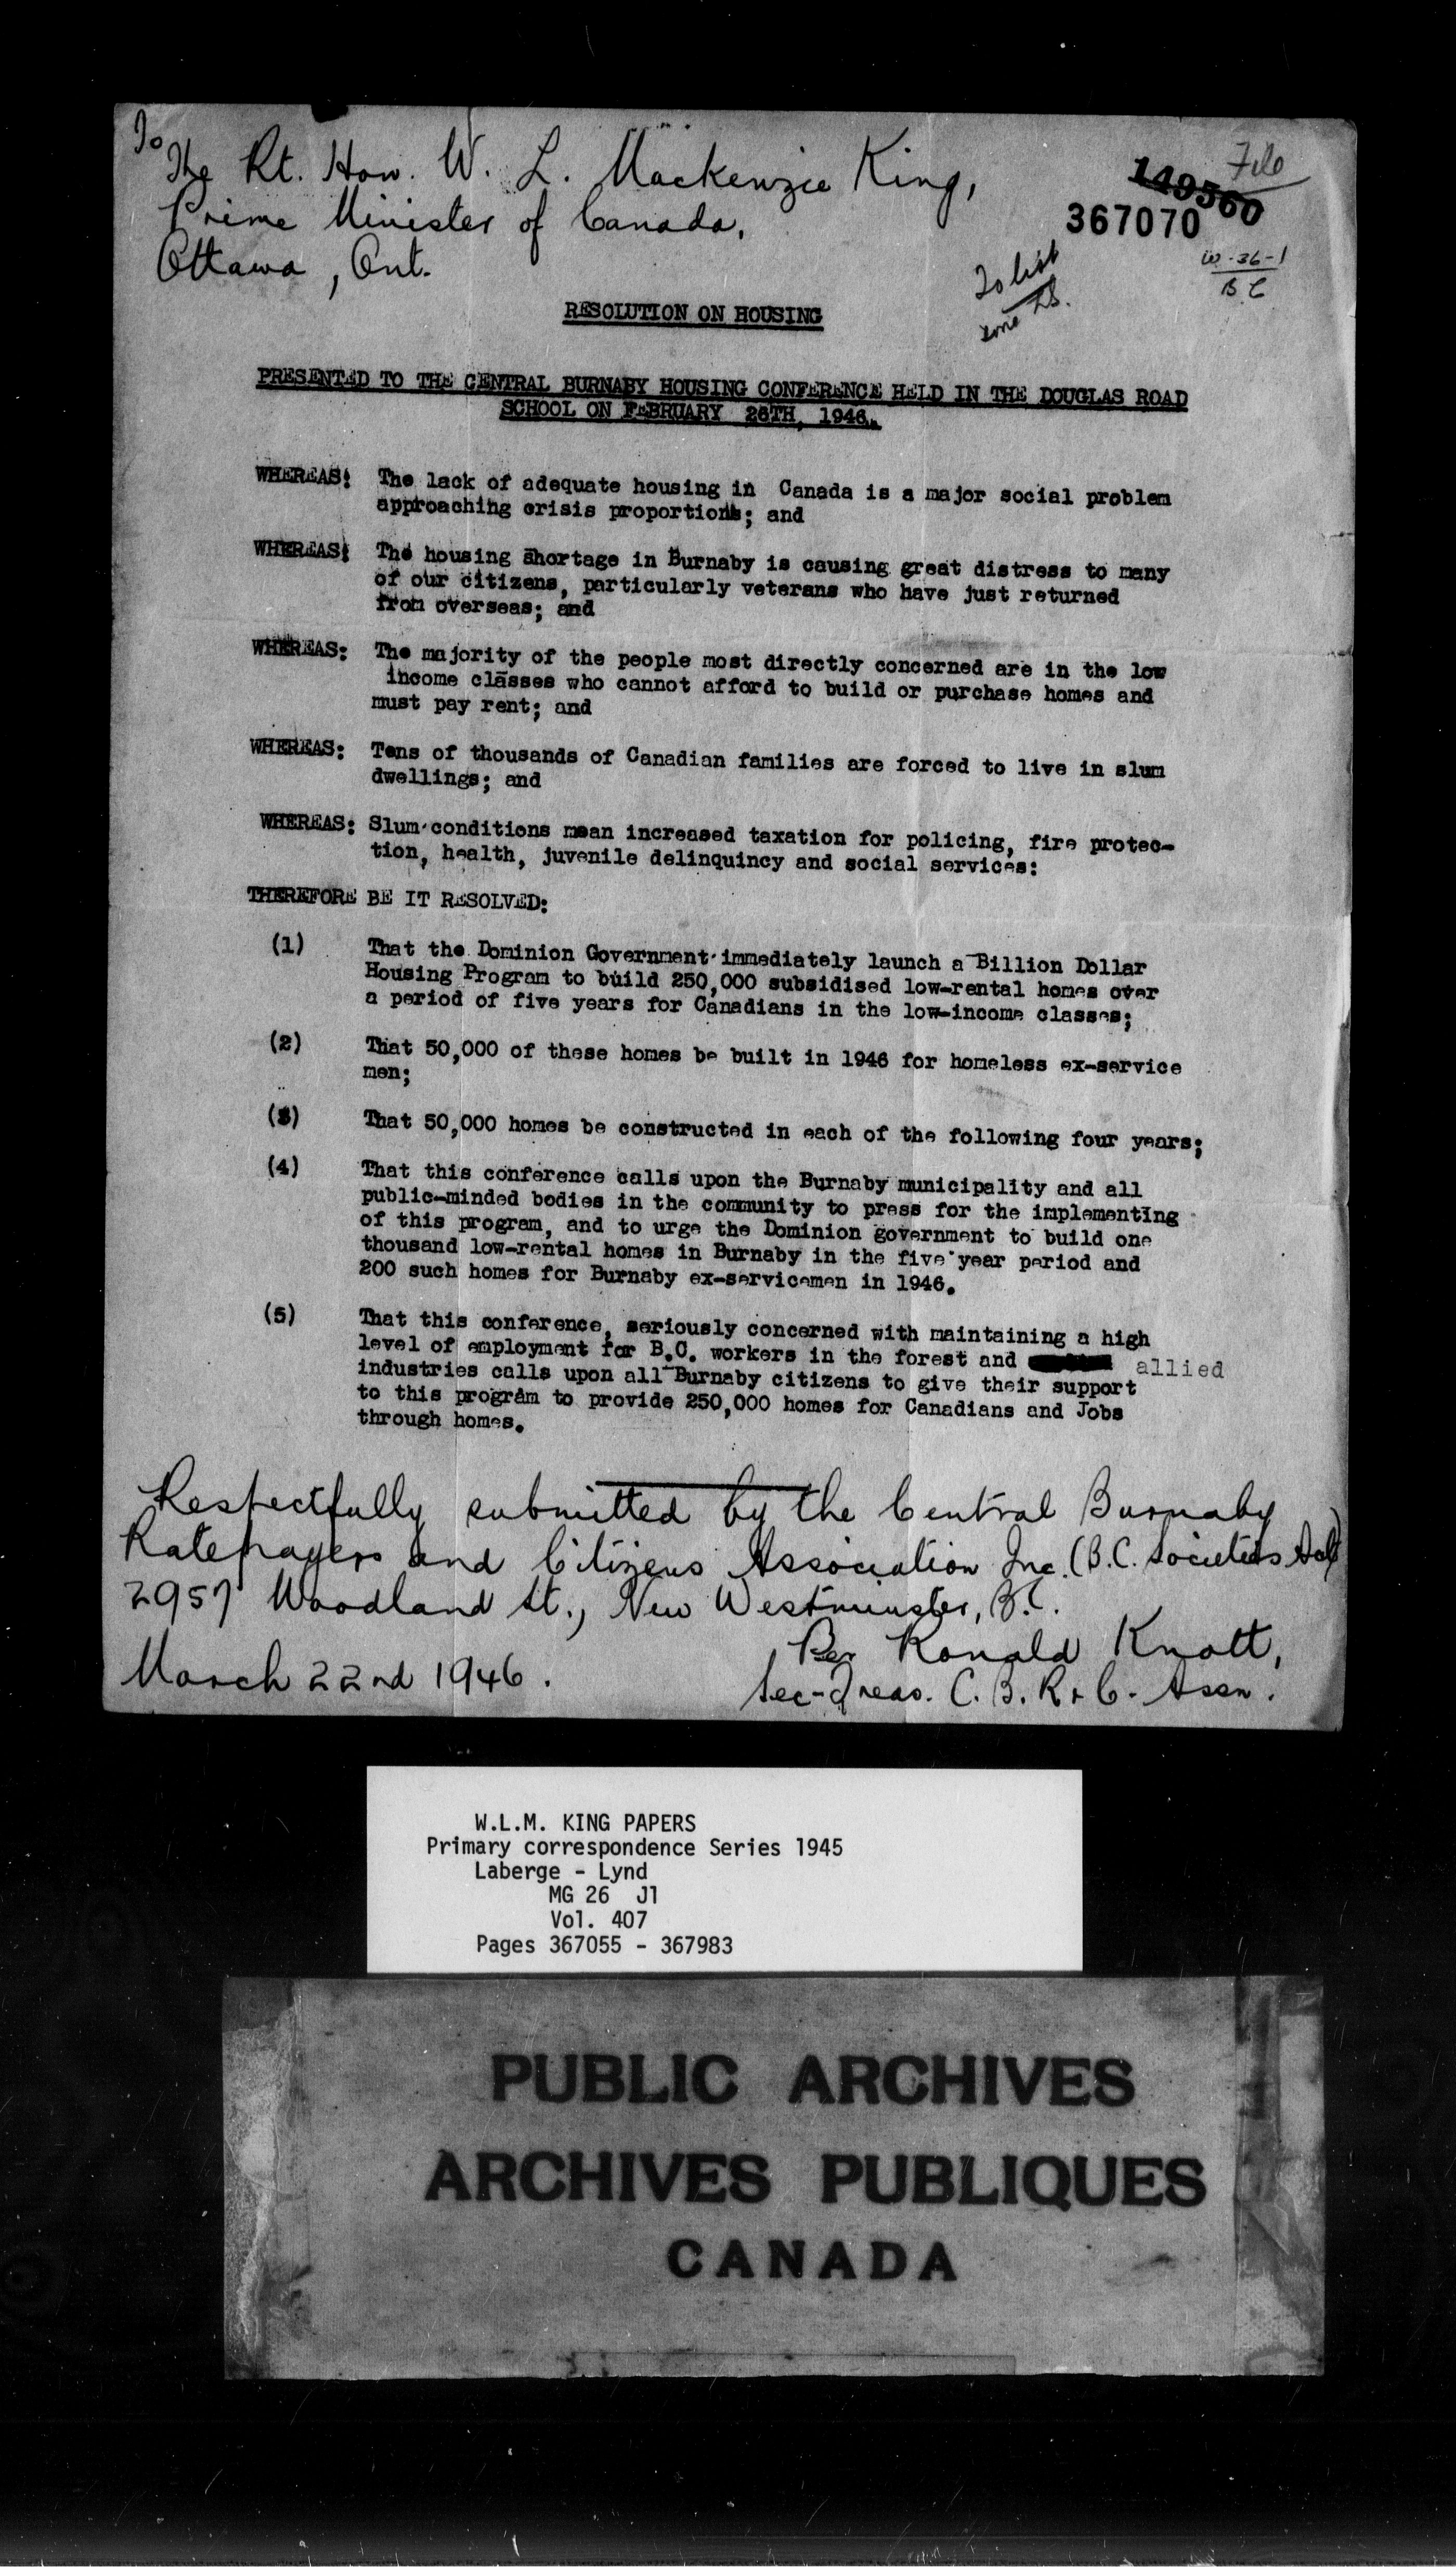 To
The Rt. Hon. W. L. Mackenzie King,
Prime Minister of Canada,
Ottawa, Ont.
File
149560
367070
W-36-1
B C
RESOLUTION ON HOUSING
PRESENTED TO THE CENTRAL BURNABY HOUSING CONFERENCE HELD IN THE DOUGLAS ROAD
SCHOOL ON FEBRUARY 26TH, 1946.
WHEREAS: The lack of adequate housing in Canada is a major social problem
approaching crisis proportions; and
WHEREAS: The housing shortage in Burnaby is causing great distress to many
of our citizens, particularly veterans who have just returned
from overseas; and
WHEREAS: The majority of the people most directly concerned are in the low
income classes who cannot afford to build or purchase homes and
must pay rent; and
WHEREAS: Tens of thousands of Canadian families are forced to live in slum
dwellings; and
WHEREAS: Slum conditions mean increased taxation for policing, fire protec-
tion, health, juvenile delinquincy and social services:
THEREFORE BE IT RESOLVED:
(1) That the Dominion Government immediately launch a Billion Dollar
Housing Program to build 250,000 subsidised low-rental homes over
a period of five years for Canadians in the low-income classes;
(2) That 50,000 of these homes be built in 1946 for homeless ex-service
men;
(3) That 50,000 homes be constructed in each of the following four years;
(4) That this conference calls upon the Burnaby municipality and all
public-minded bodies in the community to press for the implementing
of this program, and to urge the Dominion government to build one
thousand low-rental homes in Burnaby in the five year period and
200 such homes for Burnaby ex-servicemen in 1946.
(5) That this conference, seriously concerned with maintaining a high
level of employment for B.C. workers in the forest and allied
industries calls upon all Burnaby citizens to give their support
to this program to provide 250,000 homes for Canadians and Jobs
through homes.
Respectfully submitted by the Central Burnaby
Ratepayers and Citizens Association Inc. (B.C. Societies Act)
2957 Woodland St., New Westminster, B.C.
Per Ronald Knott,
March 22nd 1946.
Sec-Treas. C. B. R & C. Assn.
W.L.M. KING PAPERS
Primary correspondence Series 1945
Laberge - Lynd
MG 26 J1
Vol. 407
Pages 367055 - 367983
PUBLIC ARCHIVES
ARCHIVES PUBLIQUES
CANADA